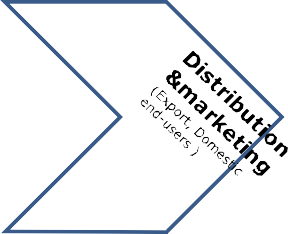 Distribution
&marketing
(Export, Domestic
end-users )